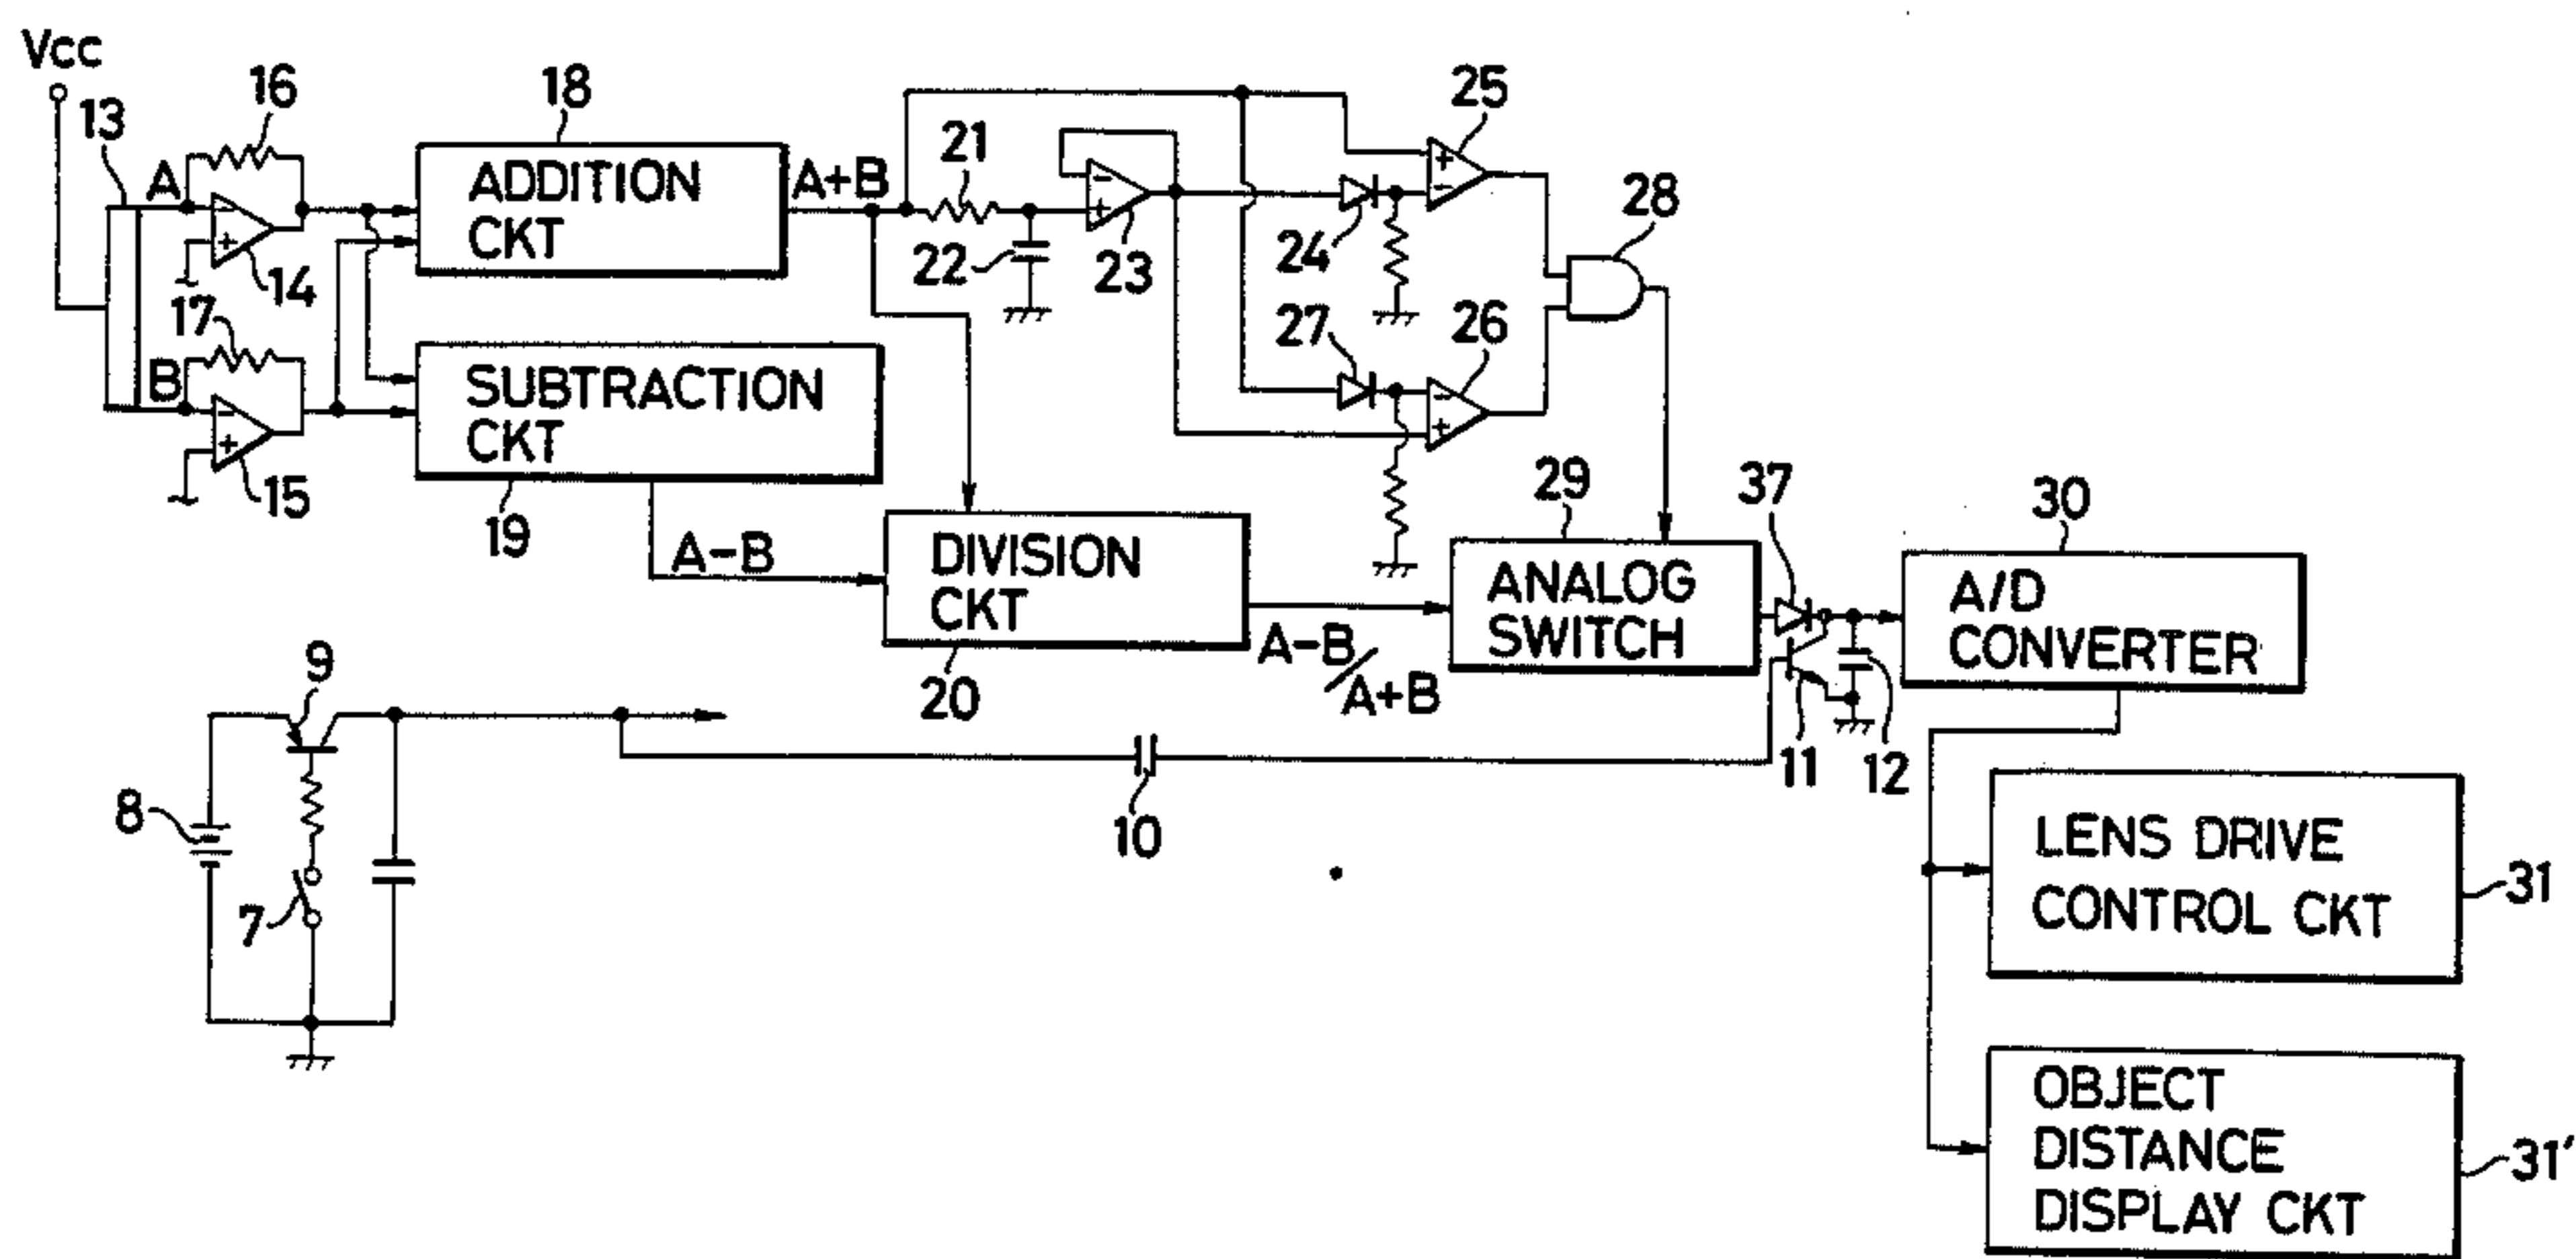 Vcc
13
A
16
14
17
B
15
18
ADDITION
CKT
A+B
SUBTRACTION
CKT
19
A-B
21
22
23
24
25
26
27
28
DIVISION
CKT
20
A-B
/
A+B
29
ANALOG
SWITCH
37
11
12
30
A/D
CONVERTER
9
8
7
10
LENS DRIVE
CONTROL CKT
31
OBJECT
DISTANCE
DISPLAY CKT
31'